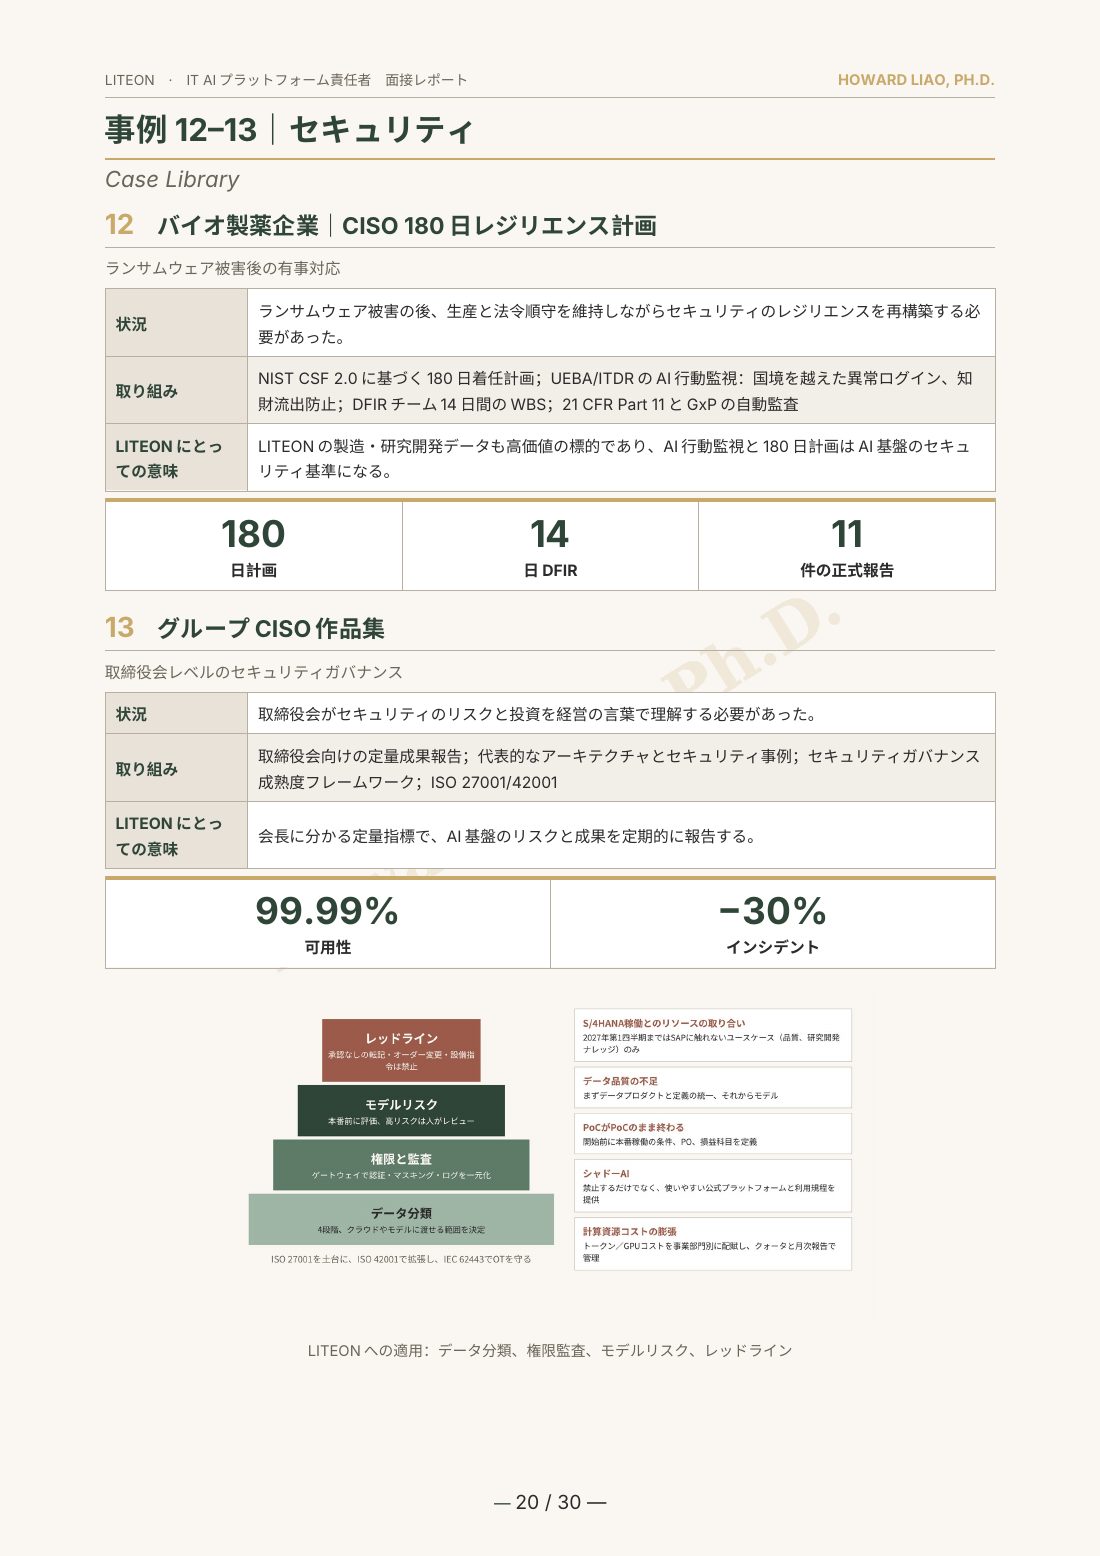 LITEON · IT AI プラットフォーム責任者 面接レポート
HOWARD LIAO, PH.D.
事例 12–13｜セキュリティ
Case Library
12 バイオ製薬企業｜CISO 180 日レジリエンス計画
ランサムウェア被害後の有事対応
状況
ランサムウェア被害の後、生産と法令順守を維持しながらセキュリティのレジリエンスを再構築する必
要があった。
取り組み
NIST CSF 2.0 に基づく 180 日着任計画；UEBA/ITDR の AI 行動監視：国境を越えた異常ログイン、知
財流出防止；DFIR チーム 14 日間の WBS；21 CFR Part 11 と GxP の自動監査
LITEON にとっ
ての意味
LITEON の製造・研究開発データも高価値の標的であり、AI 行動監視と 180 日計画は AI 基盤のセキュ
リティ基準になる。
180
日計画
14
日 DFIR
11
件の正式報告
Ph.D.
13 グループ CISO 作品集
取締役会レベルのセキュリティガバナンス
状況
取締役会がセキュリティのリスクと投資を経営の言葉で理解する必要があった。
取り組み
取締役会向けの定量成果報告；代表的なアーキテクチャとセキュリティ事例；セキュリティガバナンス
成熟度フレームワーク；ISO 27001/42001
LITEON にとっ
ての意味
会長に分かる定量指標で、AI 基盤のリスクと成果を定期的に報告する。
99.99%
可用性
−30%
インシデント
レッドライン
承認なしの転記・オーダー変更・設備指
令は禁止
モデルリスク
本番前に評価、高リスクは人がレビュー
権限と監査
ゲートウェイで認証・マスキング・ログを一元化
データ分類
4段階、クラウドやモデルに渡せる範囲を決定
ISO 27001を土台に、ISO 42001で拡張し、IEC 62443でOTを守る
S/4HANA稼働とのリソースの取り合い
2027年第1四半期まではSAPに触れないユースケース（品質、研究開発
ナレッジ）のみ
データ品質の不足
まずデータプロダクトと定義の統一、それからモデル
PoCがPoCのまま終わる
開始前に本番稼働の条件、PO、損益科目を定義
シャドーAI
禁止するだけでなく、使いやすい公式プラットフォームと利用規程を
提供
計算資源コストの膨張
トークン／GPUコストを事業部門別に配賦し、クォータと月次報告で
管理
LITEON への適用：データ分類、権限監査、モデルリスク、レッドライン
— 20 / 30 —